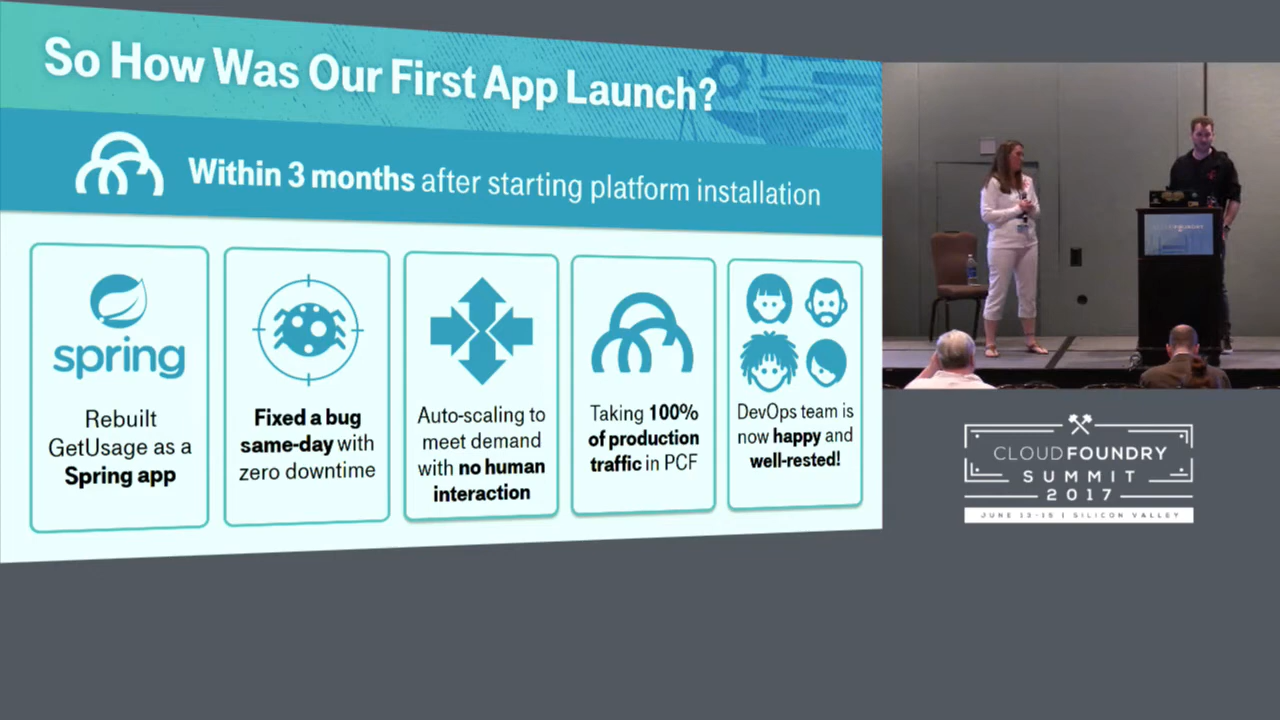 So How Was Our First App Launch?
Within 3 months after starting platform installation
spring
Rebuilt
GetUsage as a
Spring app
Fixed a bug
same-day with
zero downtime
Auto-scaling to
meet demand
with no human
interaction
Taking 100%
of production
traffic in PCF
DevOps team is
now happy and
well-rested!
CLOUD FOUNDRY
SUMMIT
2017
JUNE 13-15 | SILICON VALLEY